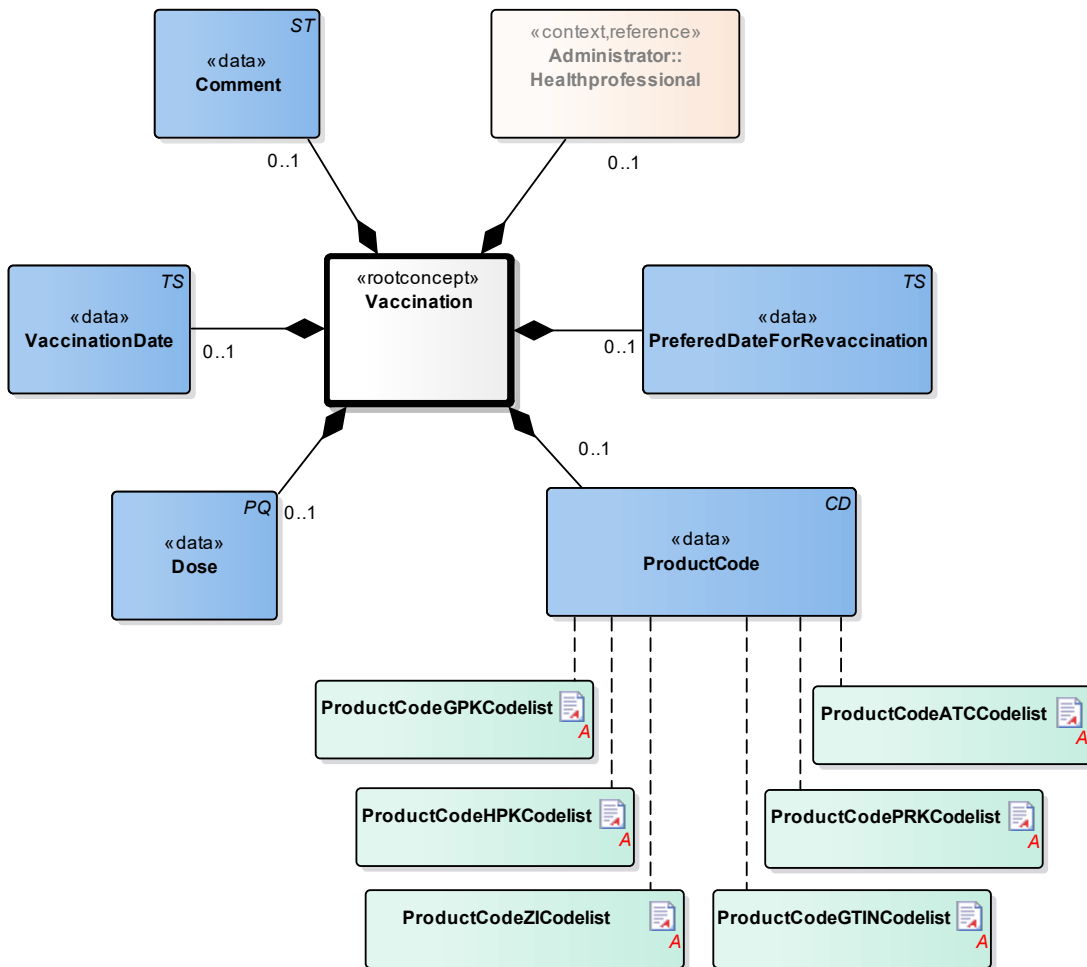 ST
«data»
Comment
«context,reference»
Administrator::
Healthprofessional
0..1
0..1
TS
«data»
VaccinationDate
0..1
«rootconcept»
Vaccination
TS
«data»
PreferedDateForRevaccination
0..1
PQ
«data»
Dose
0..1
0..1
CD
«data»
ProductCode
ProductCodeGPKCodelist
A
ProductCodeATCCodelist
A
ProductCodeHPKCodelist
A
ProductCodePRKCodelist
A
ProductCodeZICodelist
A
ProductCodeGTINCodelist
A